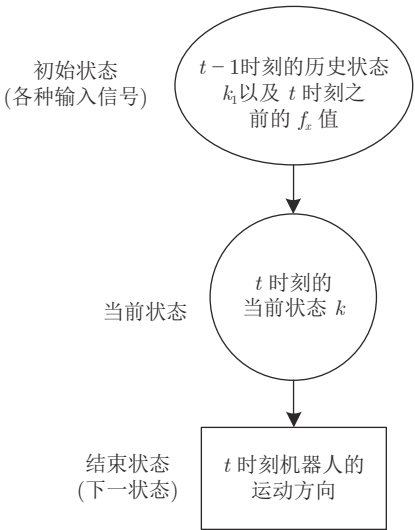 初始状态
(各种输入信号)
t − 1时刻的历史状态
k₁以及 t 时刻之
前的 fₓ 值
当前状态
t 时刻的
当前状态 k
结束状态
(下一状态)
t 时刻机器人的
运动方向